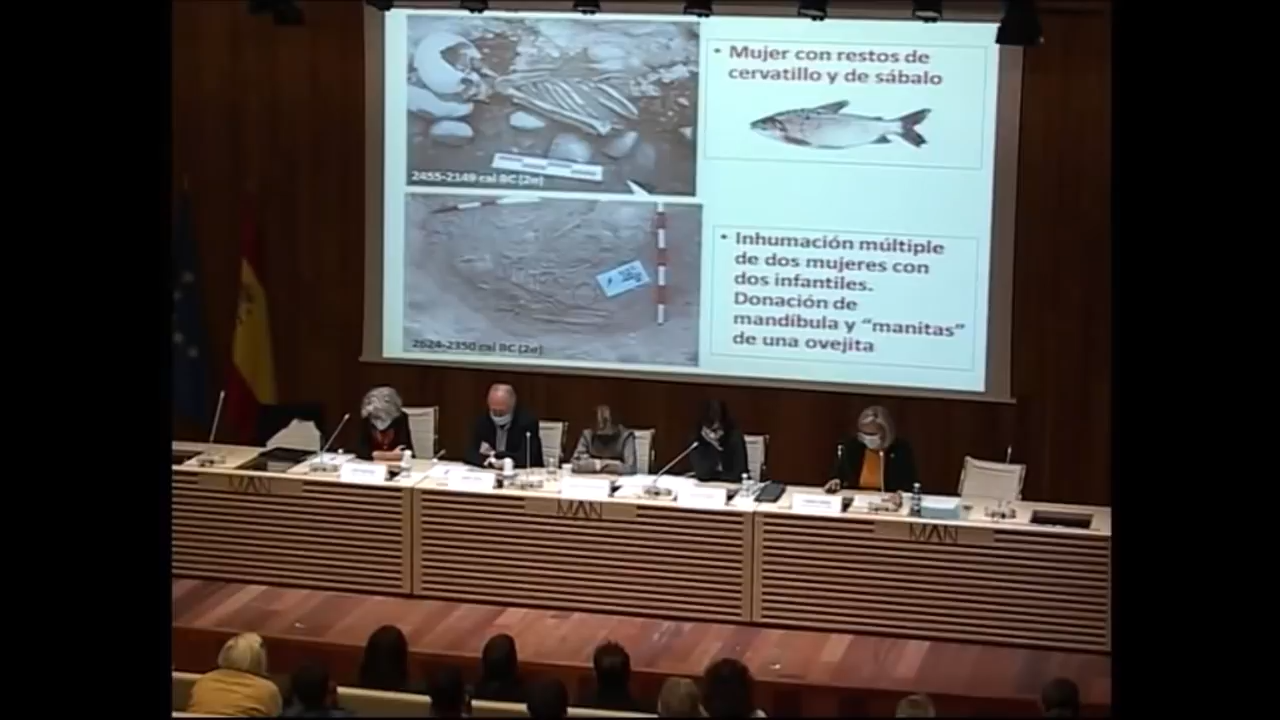 • Mujer con restos de
cervatillo y de sábalo
2455-2149 cal BC (2σ)
• Inhumación múltiple
de dos mujeres con
dos infantiles.
Donación de
mandíbula y “manitas”
de una ovejita
2624-2350 cal BC (2σ)
MAN
MAN
MAN